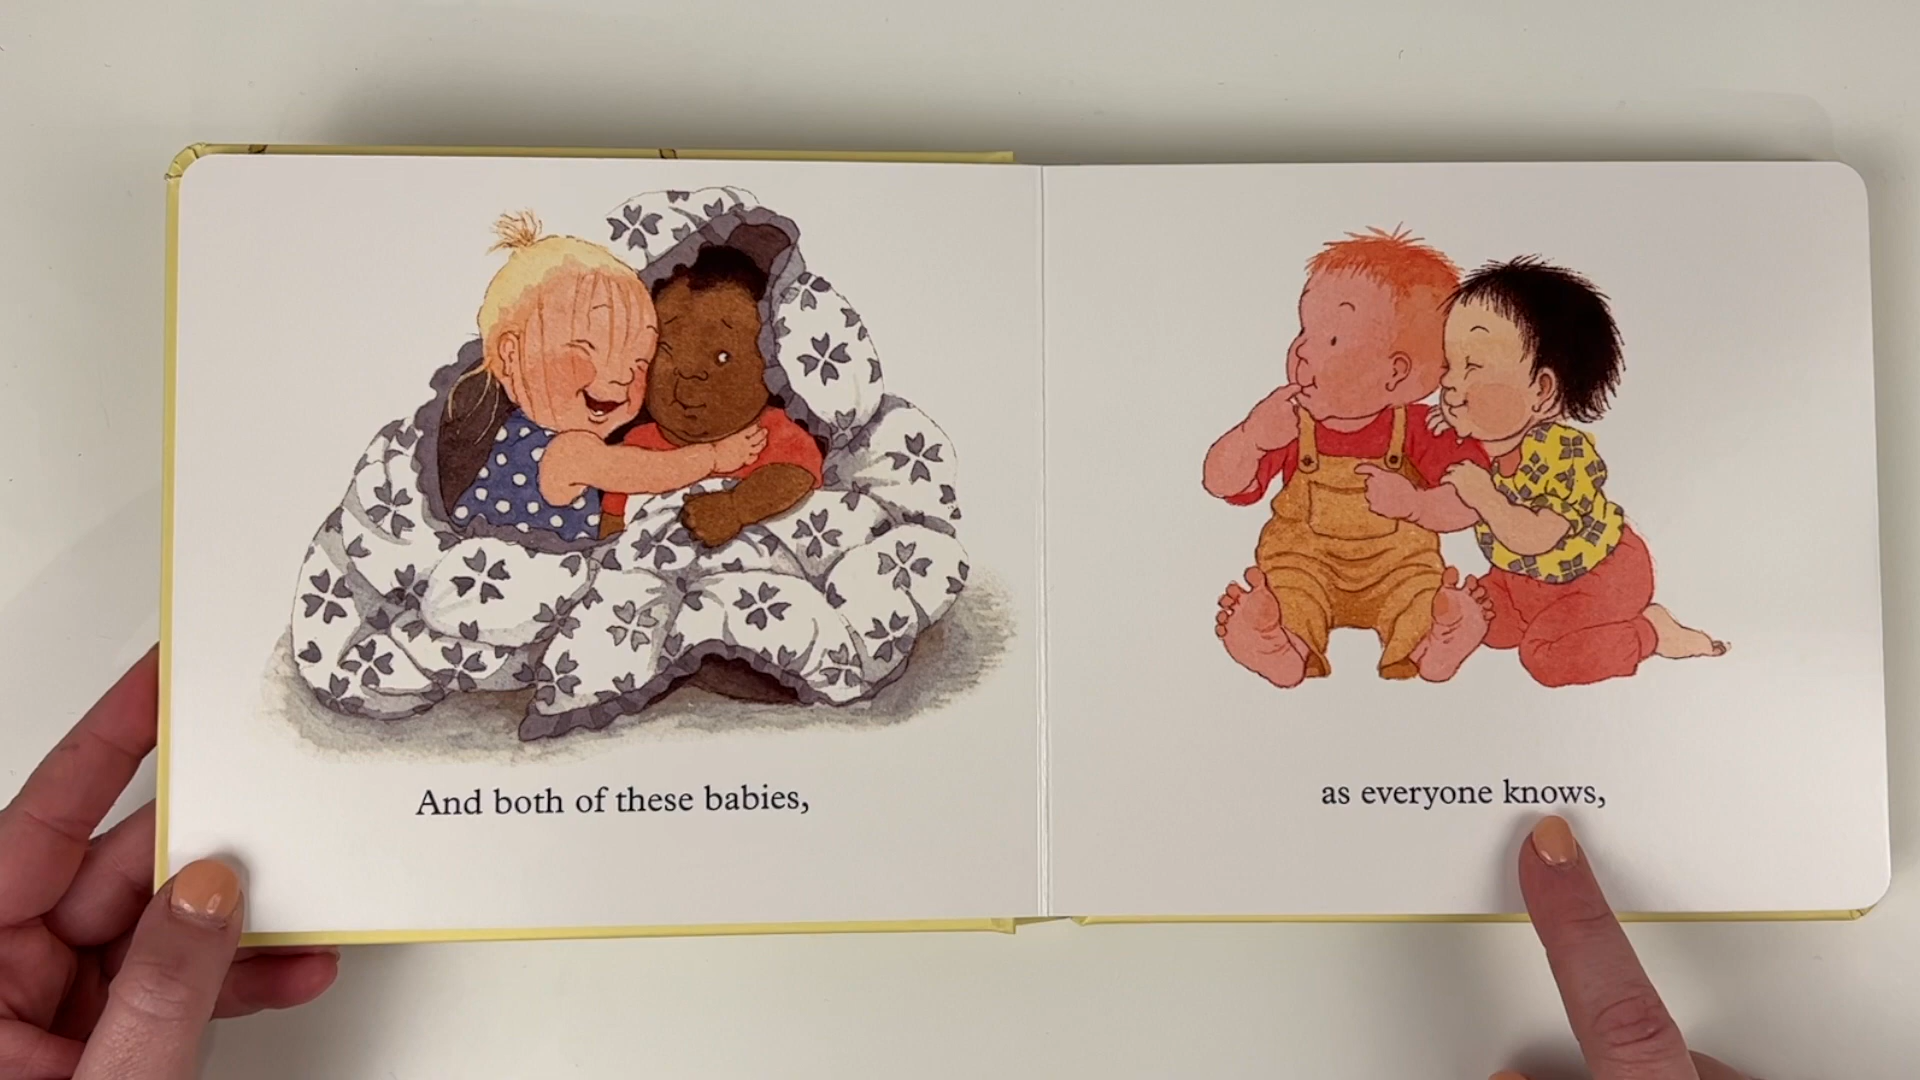 And both of these babies,
as everyone knows,